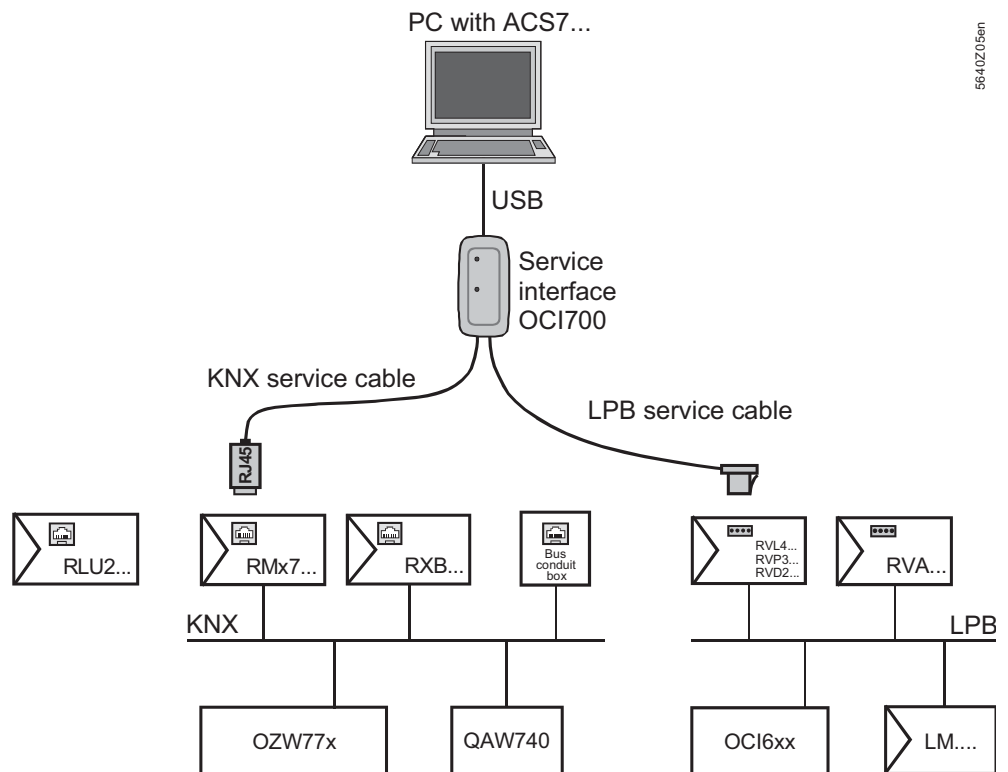 PC with ACS7...
5640Z05en
USB
Service
interface
OCI700
KNX service cable
LPB service cable
RJ45
RLU2...
RMx7...
RXB...
Bus
conduit
box
RVL4...
RVP3...
RVD2...
RVA...
KNX
LPB
OZW77x
QAW740
OCI6xx
LM....